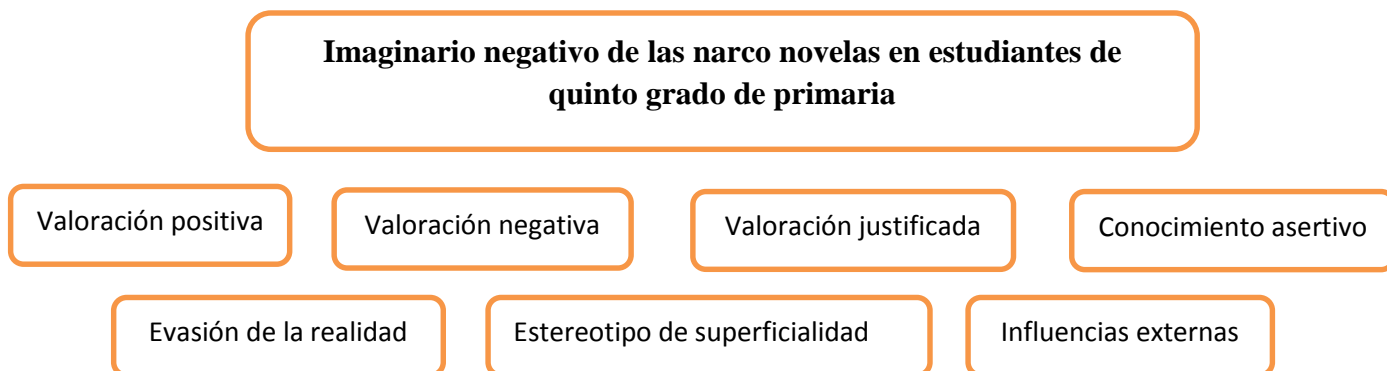 Imaginario negativo de las narco novelas en estudiantes de
quinto grado de primaria
Valoración positiva
Valoración negativa
Valoración justificada
Conocimiento asertivo
Evasión de la realidad
Estereotipo de superficialidad
Influencias externas